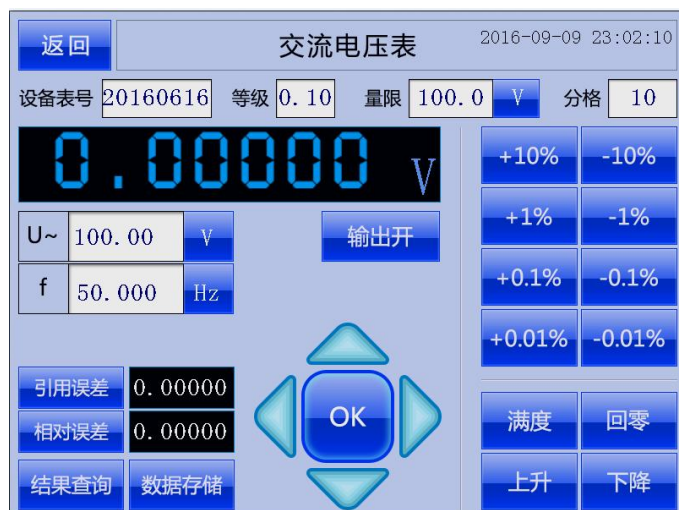 返回 交流电压表 2016-09-09 23:02:10
设备表号 20160616 等级 0.10 量限 100.0 V 分格 10
0.00000 V
+10% -10%
U~ 100.00 V 输出开
+1% -1%
f 50.000 Hz
+0.1% -0.1%
+0.01% -0.01%
引用误差 0.00000
OK
满度 回零
相对误差 0.00000
结果查询 数据存储
上升 下降